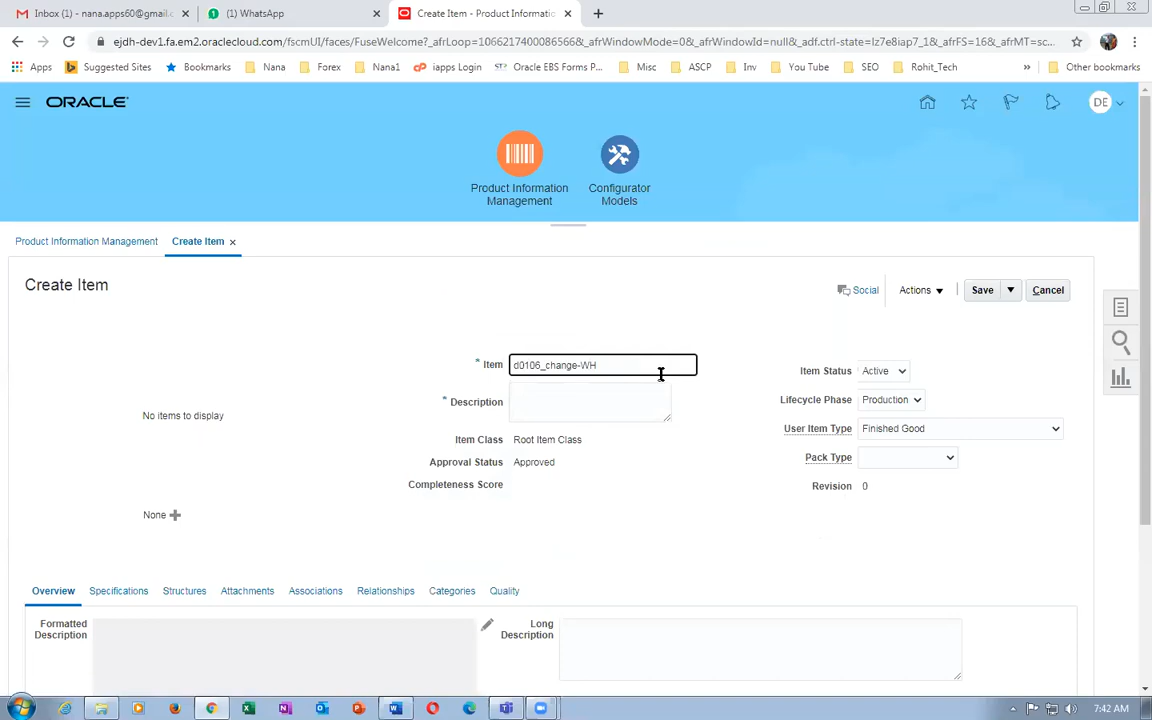 Inbox (1) - nana.apps60@gmail.c
(1) WhatsApp
Create Item - Product Informatio
ejdh-dev1.fa.em2.oraclecloud.com/fscmUI/faces/FuseWelcome?_afrLoop=1066217400086566&_afrWindowMode=0&_afrWindowId=null&_adf.ctrl-state=lz7e8iap7_1&_afrFS=16&_afrMT=sc...
Apps
Suggested Sites
Bookmarks
Nana
Forex
Nana1
iapps Login
Oracle EBS Forms P...
Misc
ASCP
Inv
You Tube
SEO
Rohit_Tech
»
Other bookmarks
ORACLE
DE
Product Information
Management
Configurator
Models
Product Information Management
Create Item
Create Item
Social
Actions
Save
Cancel
* Item d0106_change-WH
* Description
Item Class Root Item Class
Approval Status Approved
Completeness Score
No items to display
None
Item Status Active
Lifecycle Phase Production
User Item Type Finished Good
Pack Type
Revision 0
Overview
Specifications
Structures
Attachments
Associations
Relationships
Categories
Quality
Formatted
Description
Long
Description
7:42 AM